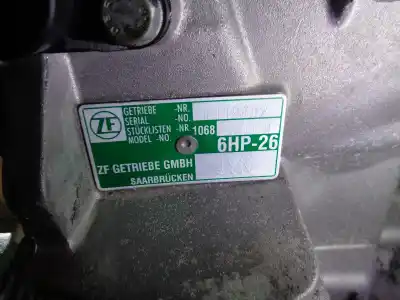 ZF
GETRIEBE -NR.
SERIAL -NO.
STÜCKLISTEN -NR. 1068
MODEL -NO.
6HP-26
ZF GETRIEBE GMBH
SAARBRÜCKEN